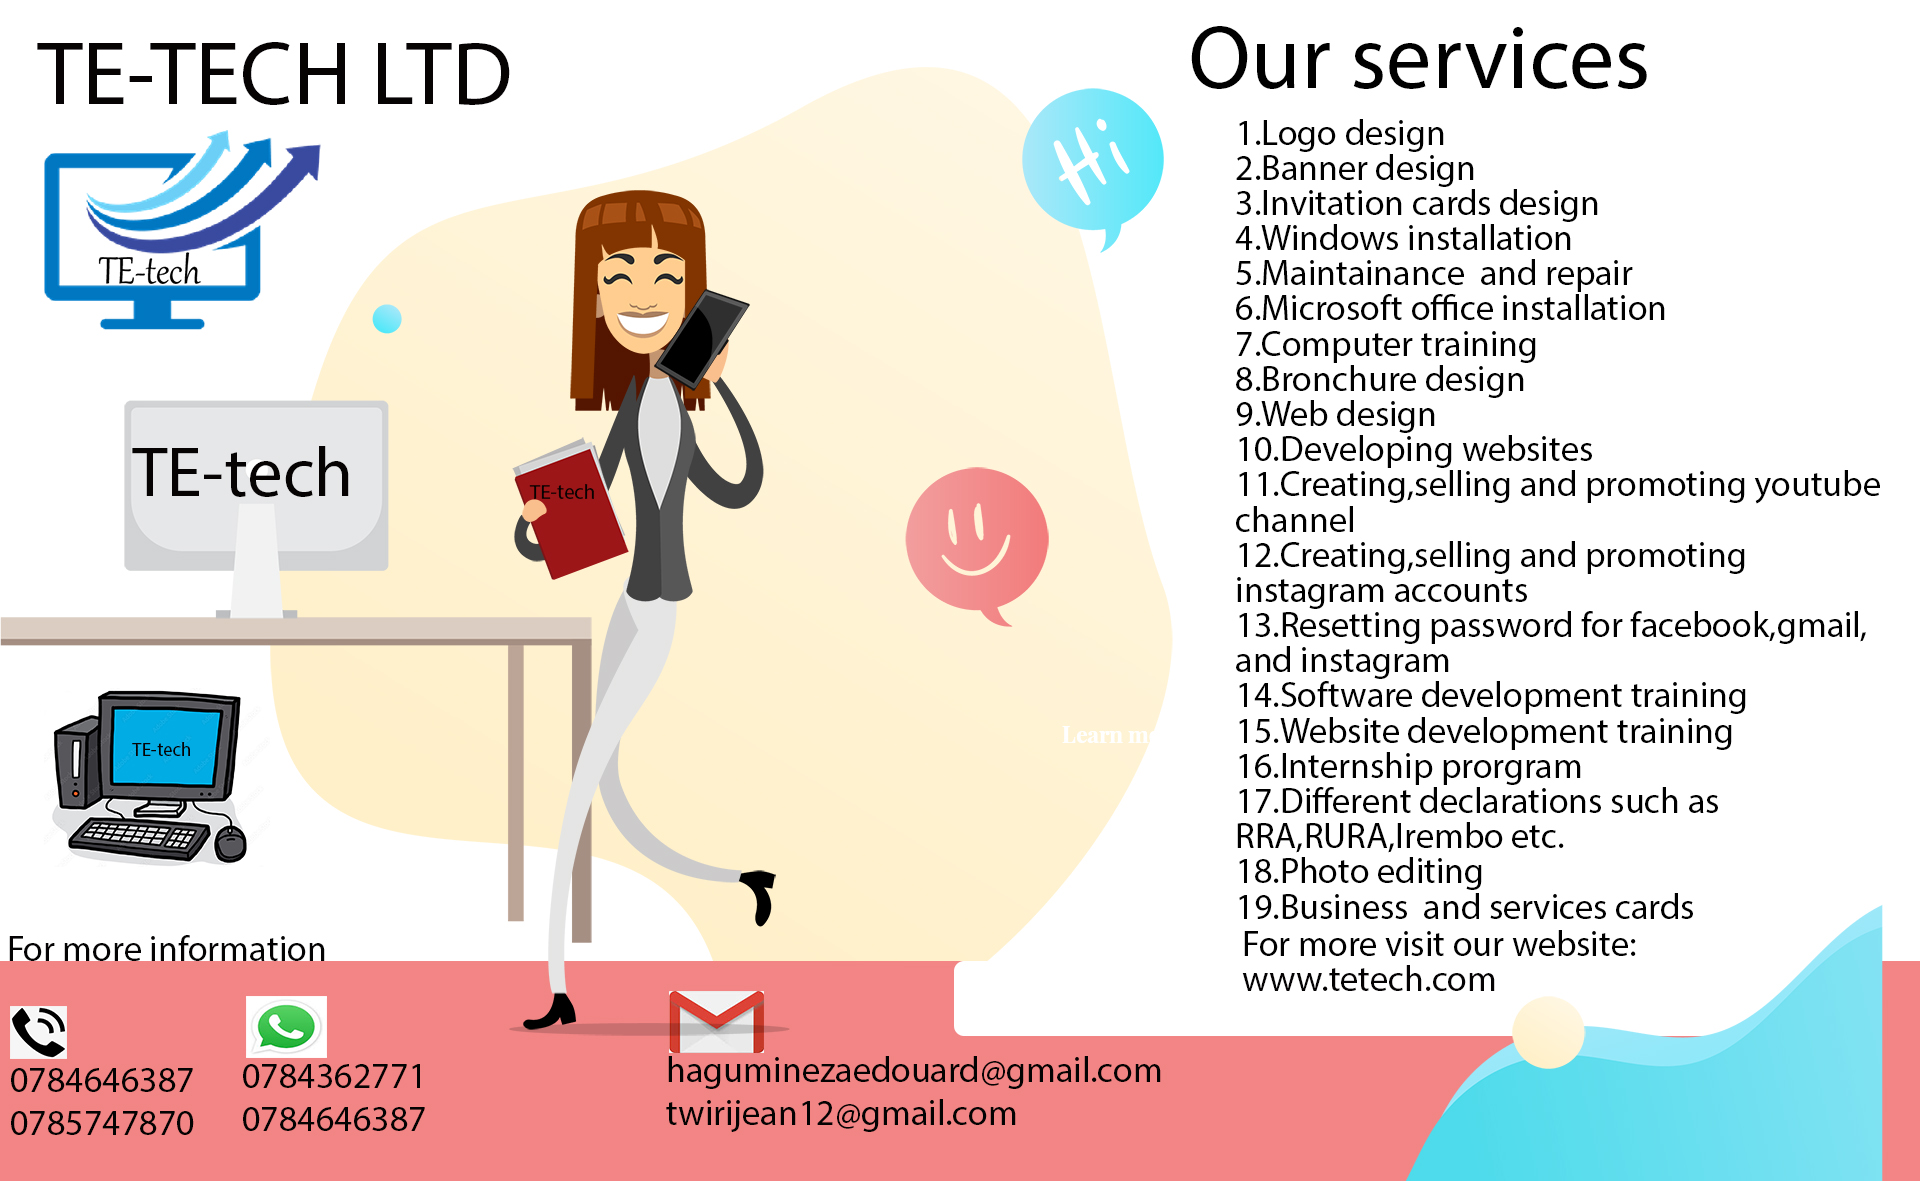 TE-TECH LTD
TE-tech
TE-tech
TE-tech
TE-tech
Hi
Our services
1.Logo design
2.Banner design
3.Invitation cards design
4.Windows installation
5.Maintainance  and repair
6.Microsoft office installation
7.Computer training
8.Bronchure design
9.Web design
10.Developing websites
11.Creating,selling and promoting youtube
channel
12.Creating,selling and promoting
instagram accounts
13.Resetting password for facebook,gmail,
and instagram
14.Software development training
15.Website development training
16.Internship prorgram
17.Different declarations such as
RRA,RURA,Irembo etc.
18.Photo editing
19.Business  and services cards
For more visit our website:
www.tetech.com
Learn
For more information
0784646387
0785747870
0784362771
0784646387
haguminezaedouard@gmail.com
twirijean12@gmail.com